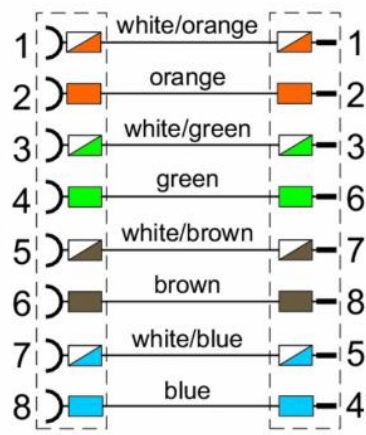 1 white/orange 1
2 orange 2
3 white/green 3
4 green 6
5 white/brown 7
6 brown 8
7 white/blue 5
8 blue 4